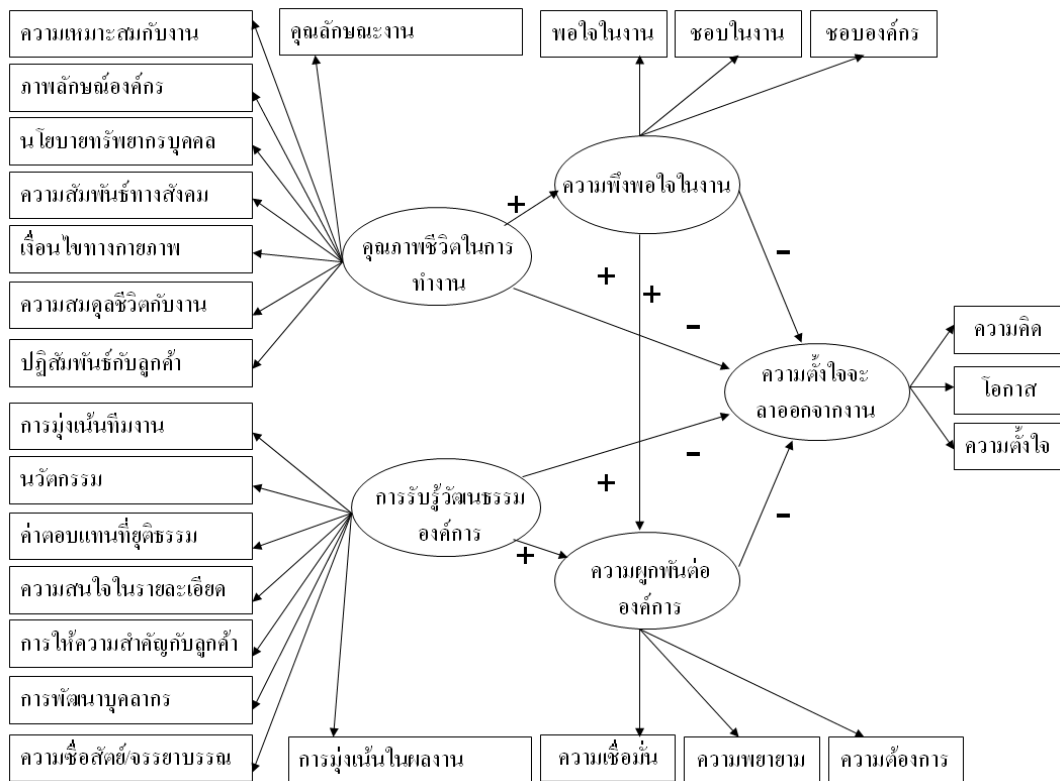 ความเหมาะสมกับงาน
คุณลักษณะงาน
พอใจในงาน
ชอบในงาน
ชอบองค์กร
ภาพลักษณ์องค์กร
นโยบายทรัพยากรบุคคล
ความสัมพันธ์ทางสังคม
เงื่อนไขทางกายภาพ
ความสมดุลชีวิตกับงาน
ปฏิสัมพันธ์กับลูกค้า
ความพึงพอใจในงาน
+
คุณภาพชีวิตในการ
ทำงาน
-
+
+
-
ความคิด
โอกาส
ความตั้งใจ
ความตั้งใจจะ
ลาออกจากงาน
การมุ่งเน้นทีมงาน
นวัตกรรม
ค่าตอบแทนที่ยุติธรรม
ความสนใจในรายละเอียด
การให้ความสำคัญกับลูกค้า
การพัฒนาบุคลากร
ความซื่อสัตย์/จรรยาบรรณ
การรับรู้วัฒนธรรม
องค์การ
-
+
-
+
ความผูกพันต่อ
องค์การ
การมุ่งเน้นในผลงาน
ความเชื่อมั่น
ความพยายาม
ความต้องการ